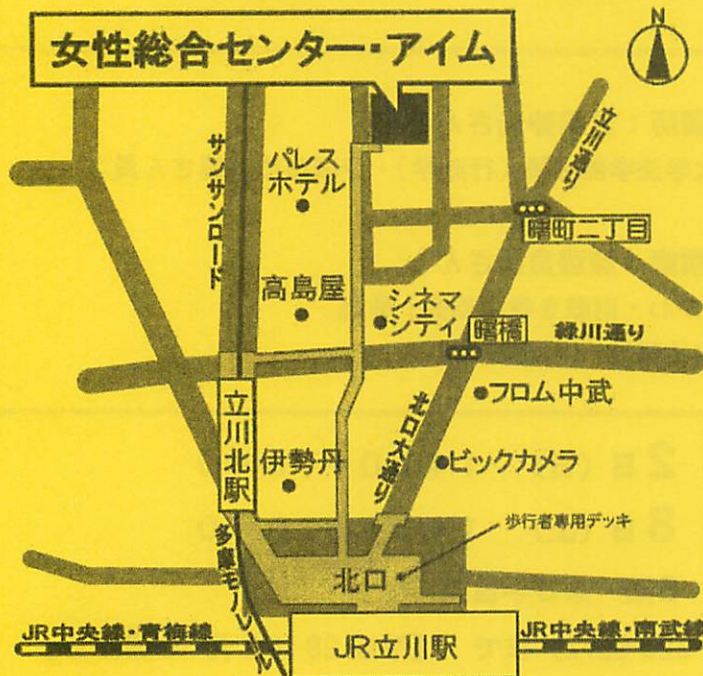 女性総合センター・アイム
N
サンサンロード
パレス
ホテル
立川通り
曙町二丁目
高島屋
シネマ
シティ
曙橋
緑川通り
フロム中武
立川北駅
伊勢丹
北口大通り
ビックカメラ
歩行者専用デッキ
多摩モノレール
北口
JR中央線・青梅線
JR立川駅
JR中央線・南武線
2日
8日